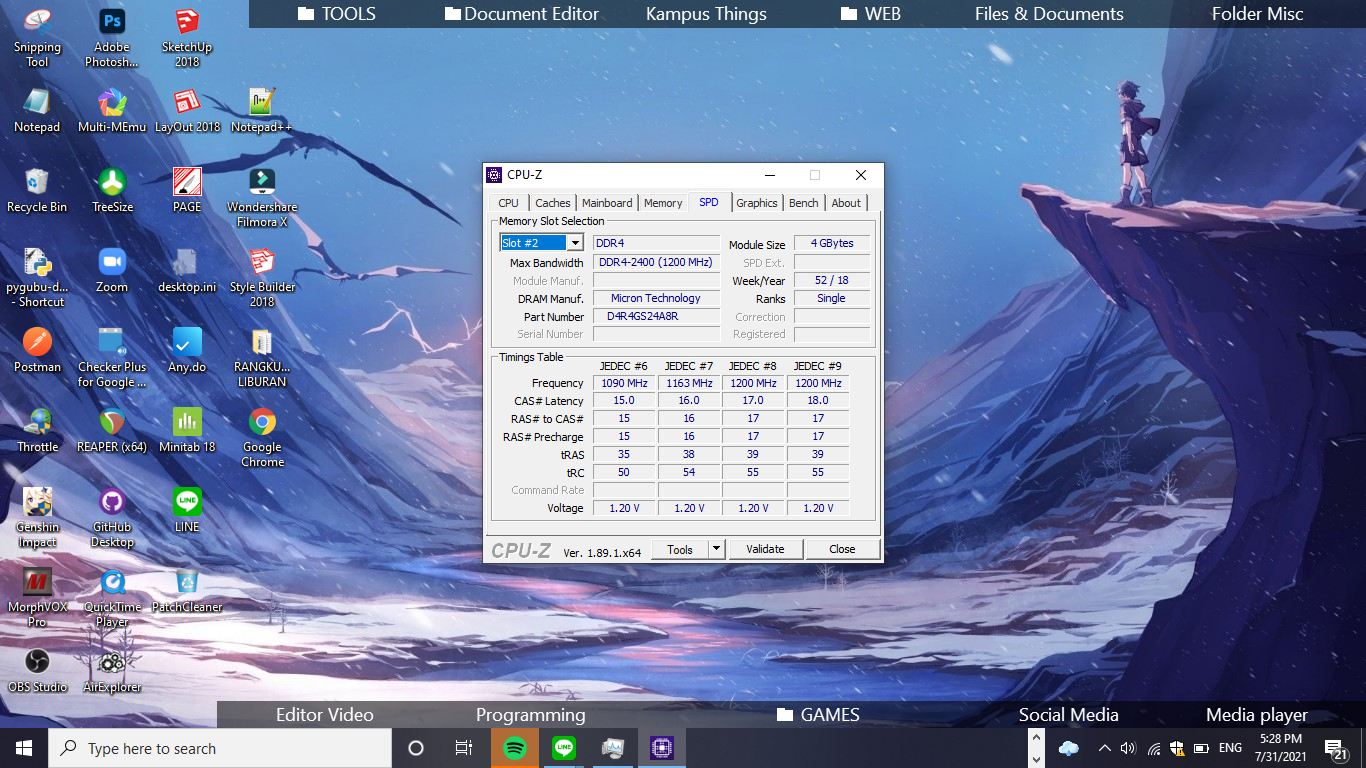 TOOLS
Document Editor
Kampus Things
WEB
Files & Documents
Folder Misc
Snipping
Tool
Adobe
Photosh...
SketchUp
2018
Notepad
Multi-MEmu
LayOut 2018
Notepad++
Recycle Bin
TreeSize
PAGE
Wondershare
Filmora X
pygubu-d...
- Shortcut
Zoom
desktop.ini
Style Builder
2018
Postman
Checker Plus
for Google ...
Any.do
RANGKU...
LIBURAN
Throttle
REAPER (x64)
Minitab 18
Google
Chrome
Genshin
Impact
GitHub
Desktop
LINE
MorphVOX
Pro
QuickTime
Player
PatchCleaner
OBS Studio
AirExplorer
CPU-Z
CPU Caches Mainboard Memory SPD Graphics Bench About
Memory Slot Selection
Slot #2 DDR4 Module Size 4 GBytes
Max Bandwidth DDR4-2400 (1200 MHz) SPD Ext.
Module Manuf. Week/Year 52 / 18
DRAM Manuf. Micron Technology Ranks Single
Part Number D4R4GS24A8R Correction
Serial Number Registered
Timings Table
JEDEC #6 JEDEC #7 JEDEC #8 JEDEC #9
Frequency 1090 MHz 1163 MHz 1200 MHz 1200 MHz
CAS# Latency 15.0 16.0 17.0 18.0
RAS# to CAS# 15 16 17 17
RAS# Precharge 15 16 17 17
tRAS 35 38 39 39
tRC 50 54 55 55
Command Rate
Voltage 1.20 V 1.20 V 1.20 V 1.20 V
CPU-Z Ver. 1.89.1.x64 Tools Validate Close
Editor Video
Programming
GAMES
Social Media
Media player
Type here to search
ENG
5:28 PM
7/31/2021
21